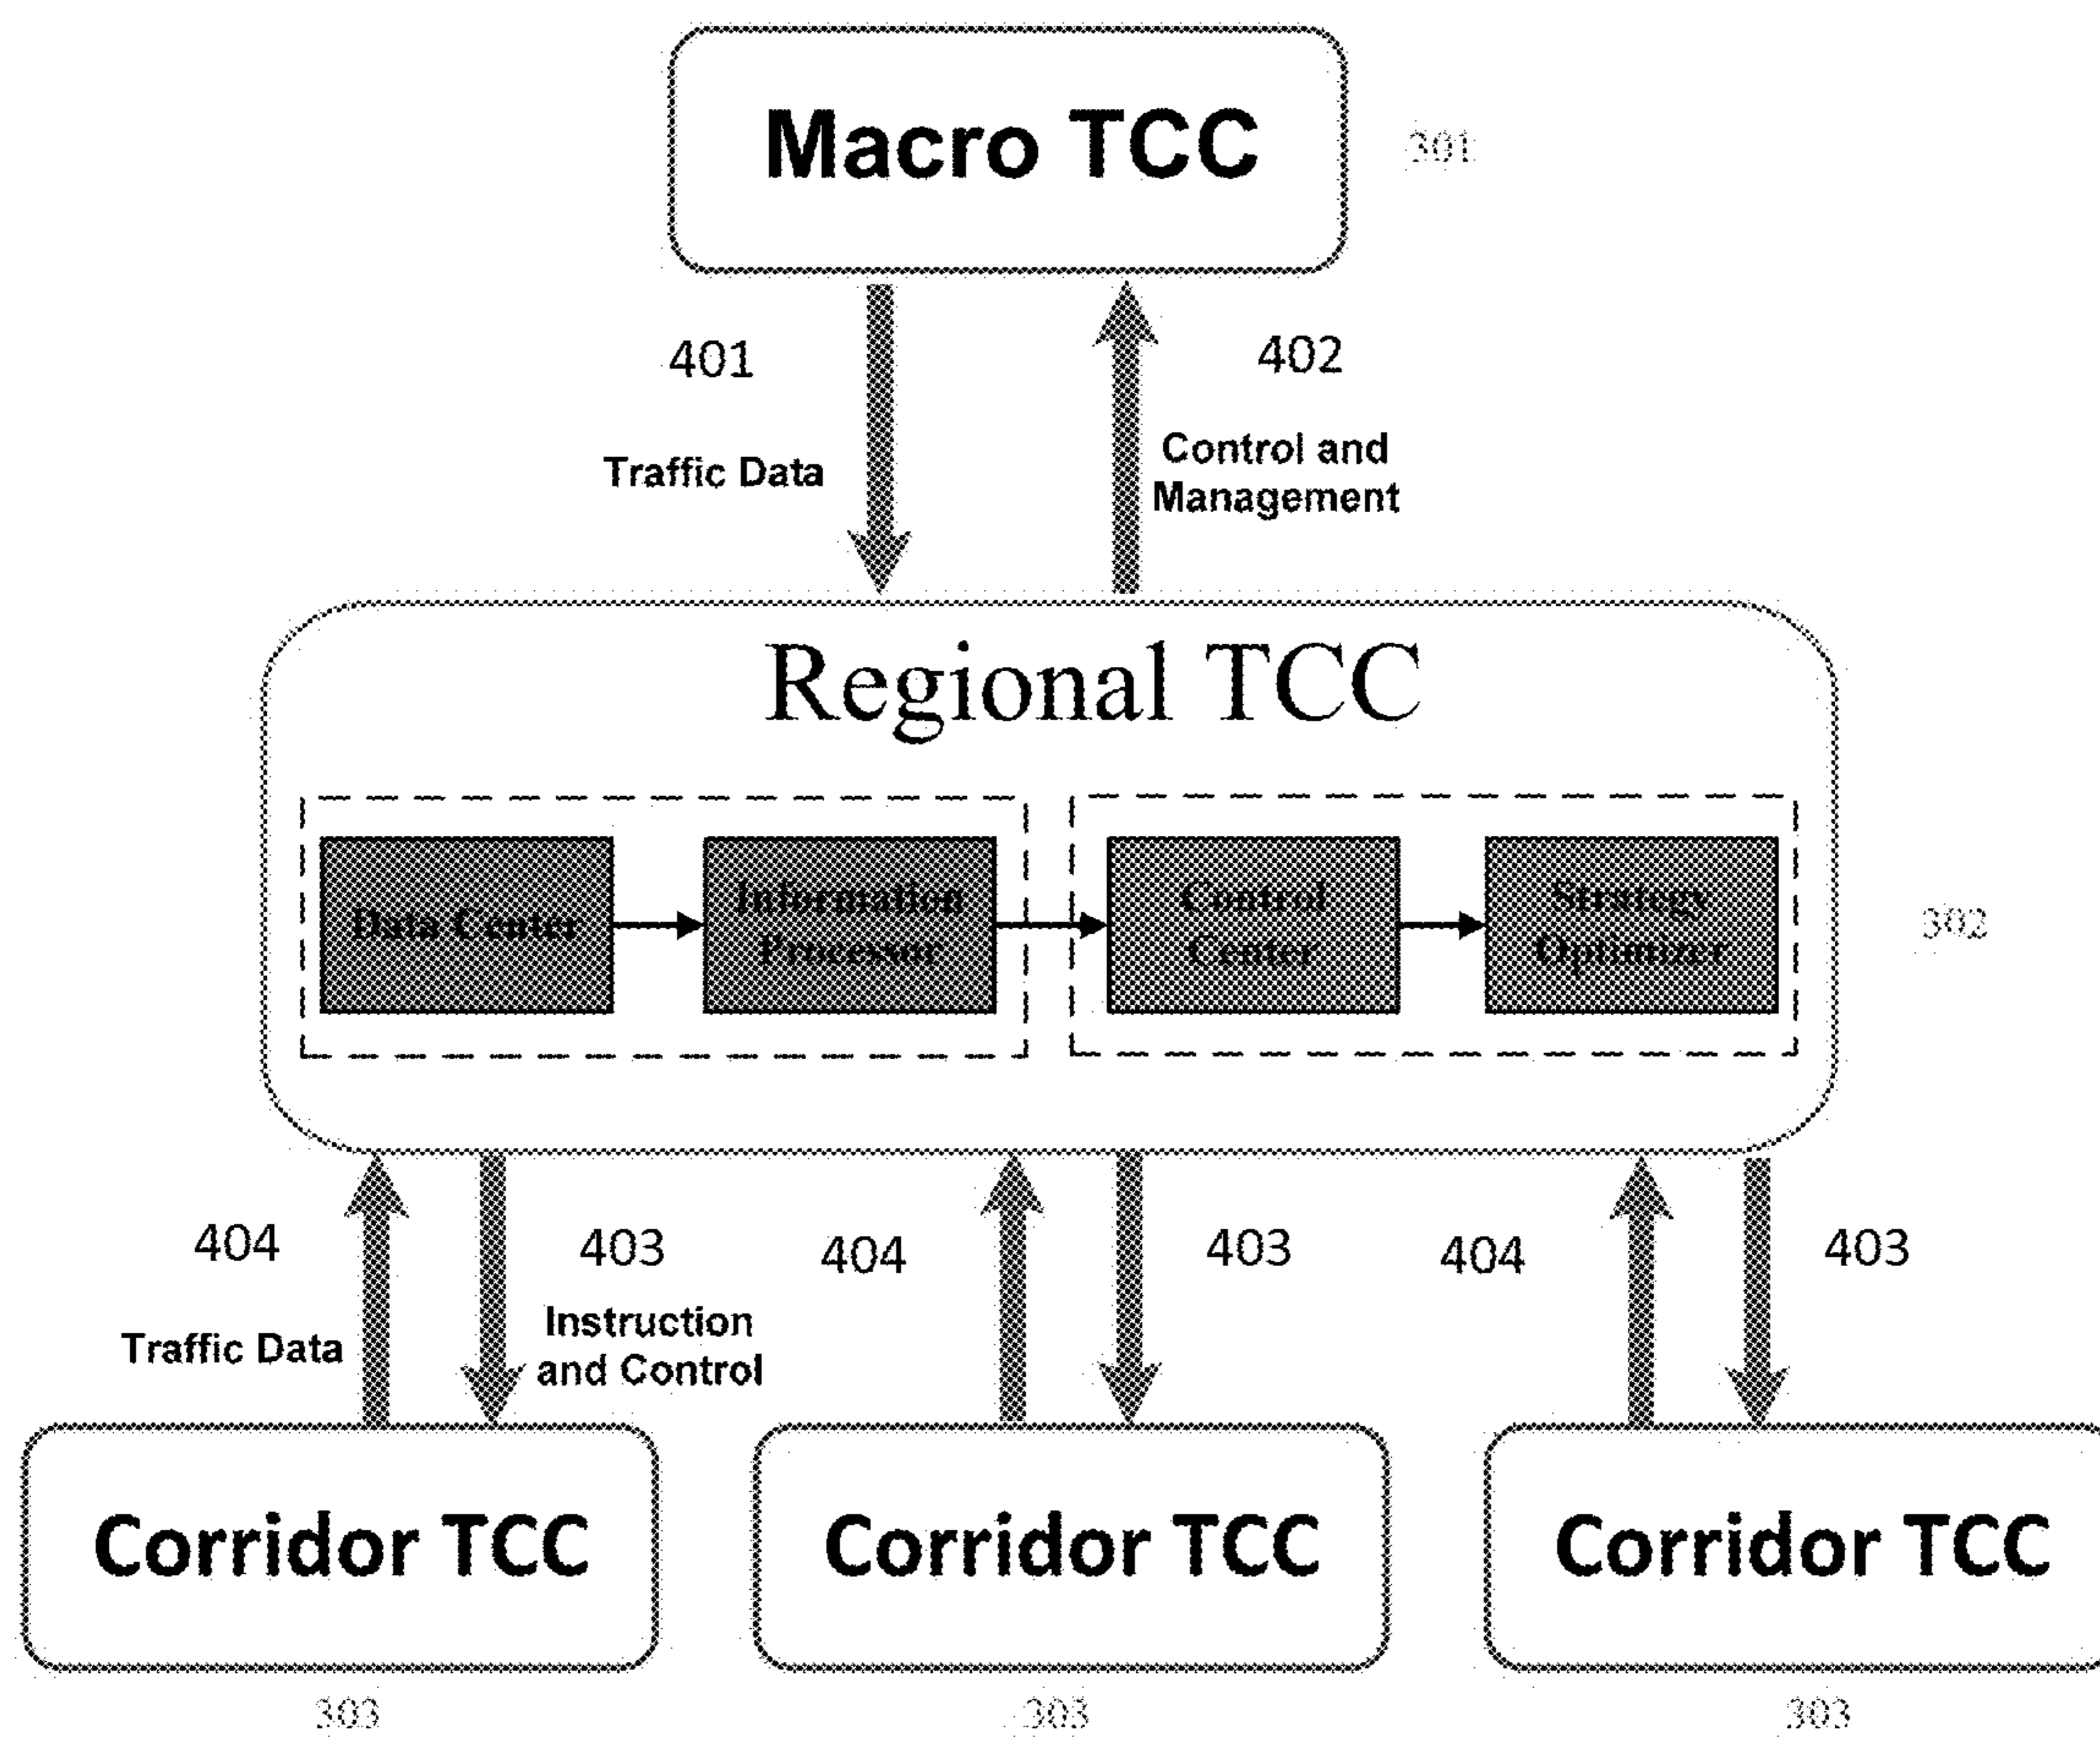 Macro TCC
301
401
402
Traffic Data
Control and
Management
Regional TCC
Data Center
Information
Processor
Control
Center
Strategy
Optimizer
302
404
403
404
403
404
403
Traffic Data
Instruction
and Control
Corridor TCC
Corridor TCC
Corridor TCC
303
303
303